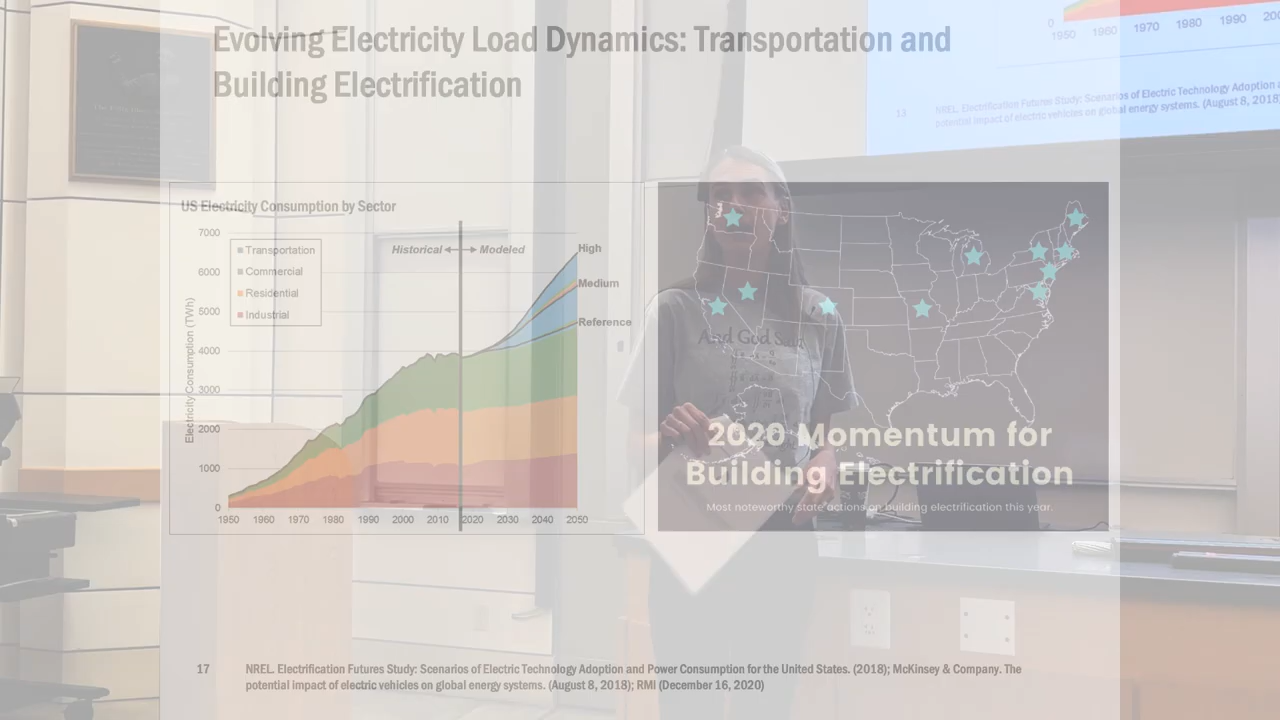 Evolving Electricity Load Dynamics: Transportation and
Building Electrification
0
1950 1960 1970 1980 1990
13
NREL. Electrification Futures Study: Scenarios of Electric Technology Adoption
potential impact of electric vehicles on global energy systems. (August 8, 2018)
US Electricity Consumption by Sector
Electricity Consumption (TWh)
7000
6000
5000
4000
3000
2000
1000
0
Transportation
Commercial
Residential
Industrial
Historical
Modeled
High
Medium
Reference
1950 1960 1970 1980 1990 2000 2010 2020 2030 2040 2050
And God Said
2020 Momentum for
Building Electrification
Most noteworthy state actions on building electrification this year.
17
NREL. Electrification Futures Study: Scenarios of Electric Technology Adoption and Power Consumption for the United States. (2018); McKinsey & Company. The
potential impact of electric vehicles on global energy systems. (August 8, 2018); RMI (December 16, 2020)